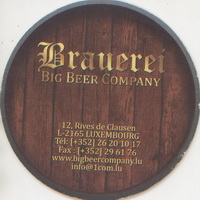 Brauerei
BIG BEER COMPANY
12, Rives de Clausen
L-2165 LUXEMBOURG
Tél: [+352] 26 20 10 17
Fax : [+352] 29 61 76
www.bigbeercompany.lu
info@1com.lu